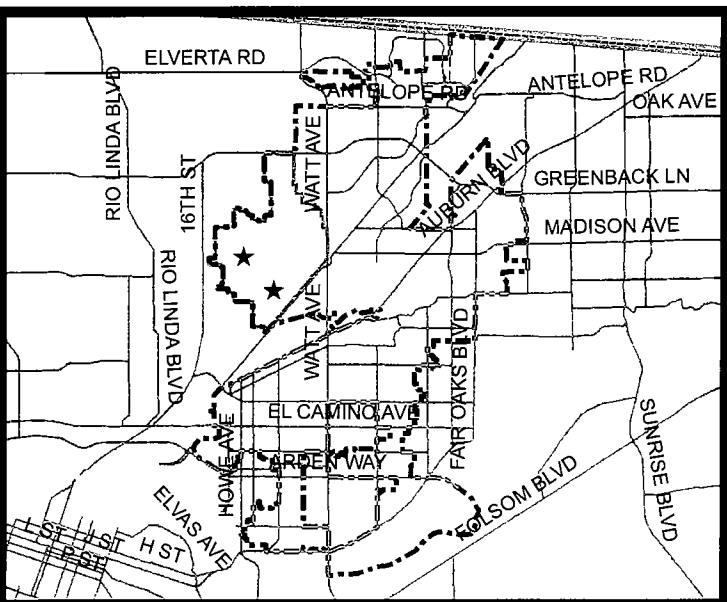 ELVERTA RD
ANTELOPE RD
ANTELOPE RD
OAK AVE
RIO LINDA BLVD
WATT AVE
16TH ST
AUBURN BLVD
GREENBACK LN
MADISON AVE
RIO LINDA BLVD
WATT AVE
FAIR OAKS BLVD
EL CAMINO AVE
HOWE AVE
ARDEN WAY
SUNRISE BLVD
FOLSOM BLVD
ELVAS AVE
I ST
J ST
H ST
P ST